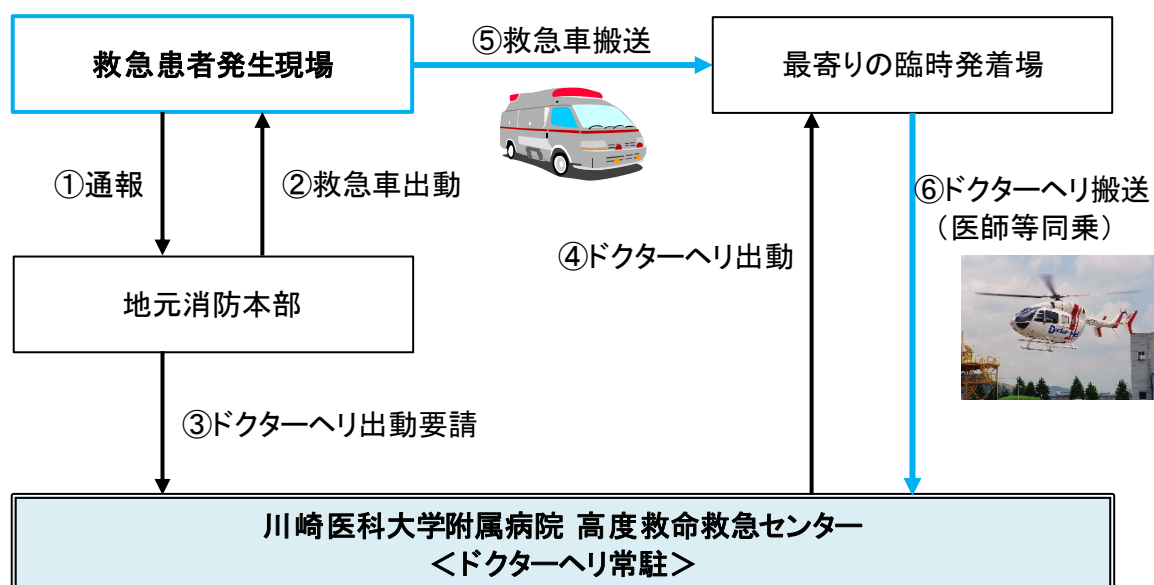 救急患者発生現場
⑤救急車搬送
最寄りの臨時発着場
①通報
②救急車出動
⑥ドクターヘリ搬送
（医師等同乗）
④ドクターヘリ出動
地元消防本部
③ドクターヘリ出動要請
川崎医科大学附属病院 高度救命救急センター
＜ドクターヘリ常駐＞